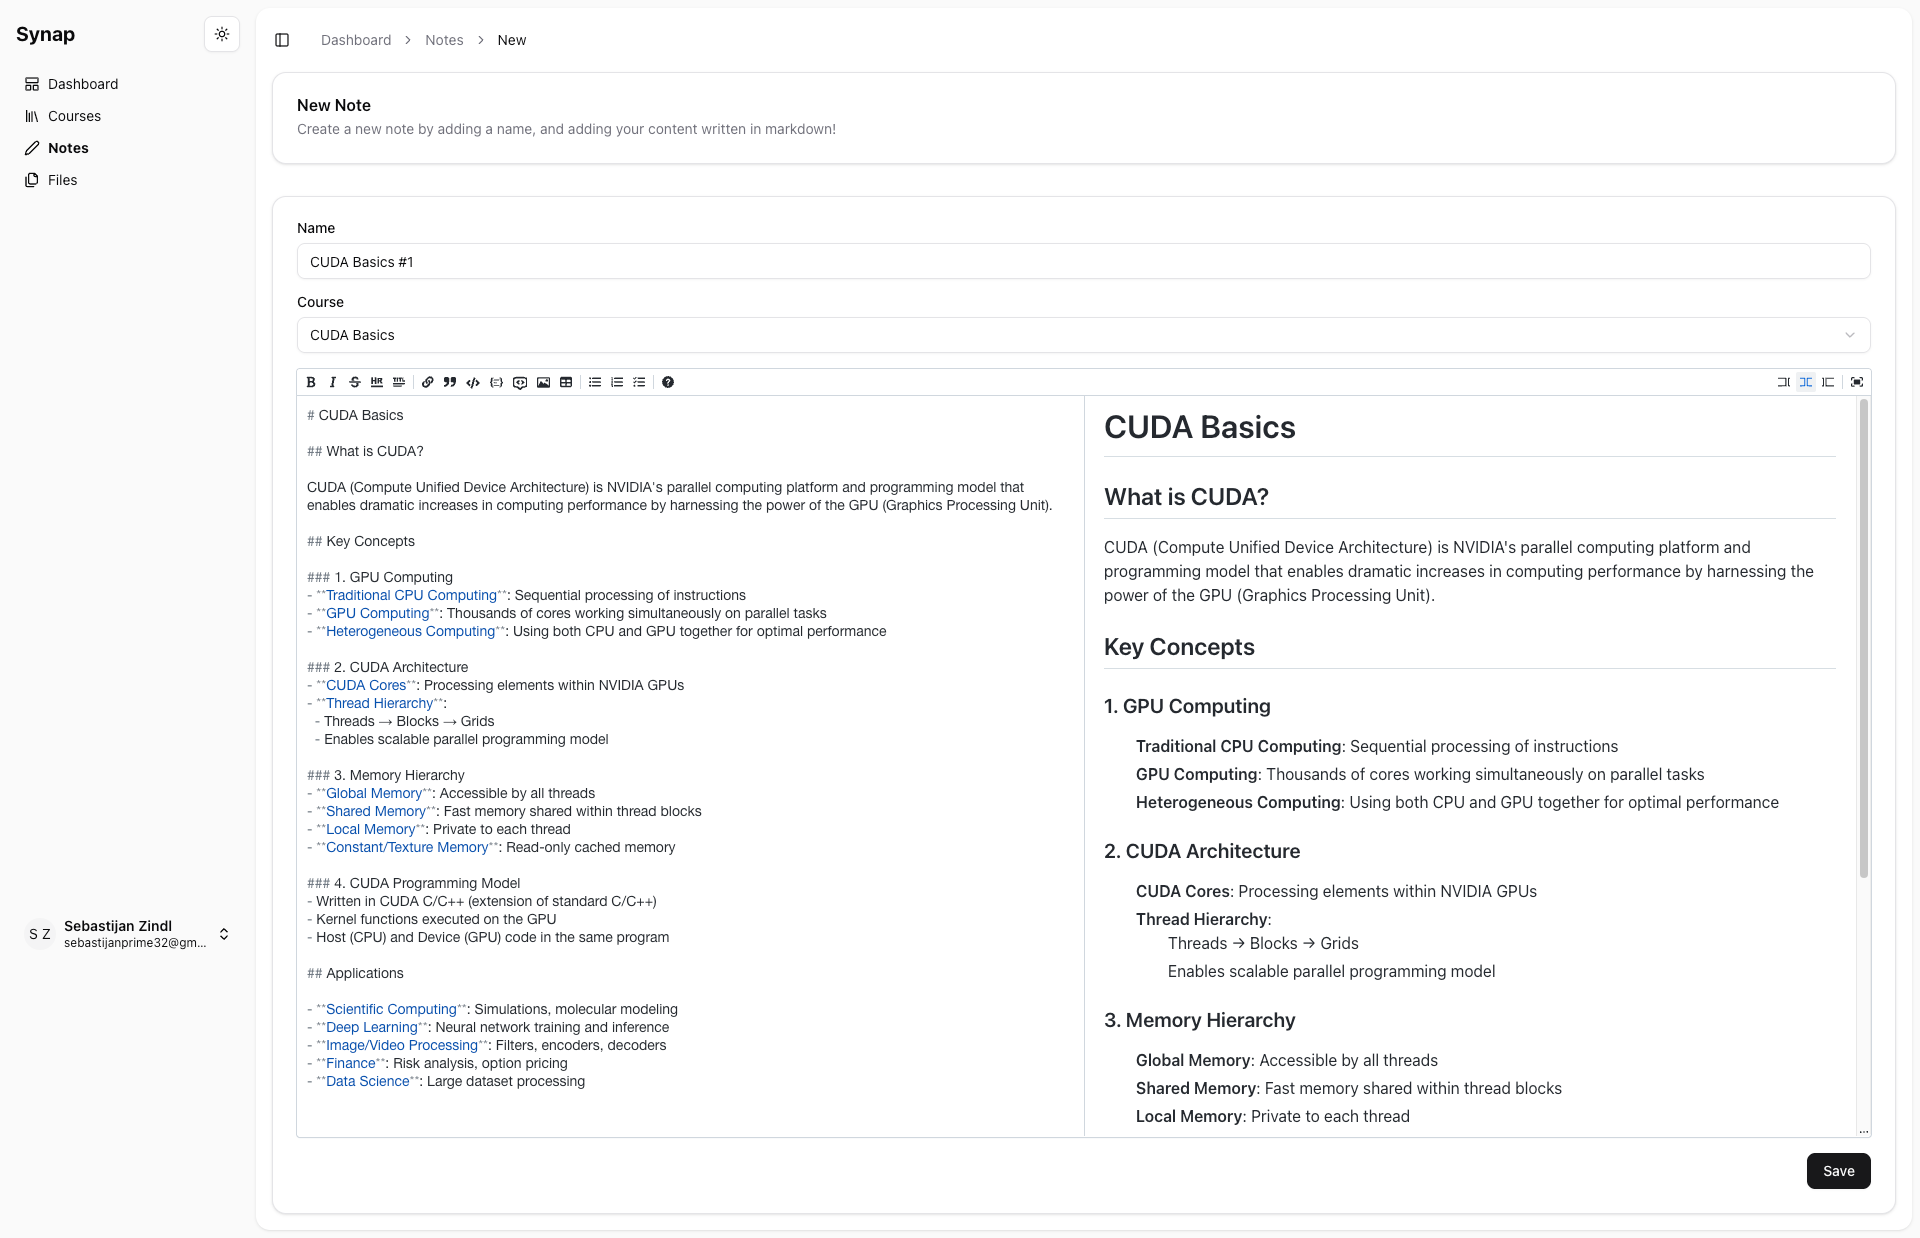 Synap
Dashboard
Courses
Notes
Files
S Z
Sebastijan Zindl
sebastijanprime32@gm...
Dashboard > Notes > New
New Note
Create a new note by adding a name, and adding your content written in markdown!
Name
CUDA Basics #1
Course
CUDA Basics
# CUDA Basics
## What is CUDA?
CUDA (Compute Unified Device Architecture) is NVIDIA's parallel computing platform and programming model that
enables dramatic increases in computing performance by harnessing the power of the GPU (Graphics Processing Unit).
## Key Concepts
### 1. GPU Computing
- **Traditional CPU Computing**: Sequential processing of instructions
- **GPU Computing**: Thousands of cores working simultaneously on parallel tasks
- **Heterogeneous Computing**: Using both CPU and GPU together for optimal performance
### 2. CUDA Architecture
- **CUDA Cores**: Processing elements within NVIDIA GPUs
- **Thread Hierarchy**:
  - Threads → Blocks → Grids
  - Enables scalable parallel programming model
### 3. Memory Hierarchy
- **Global Memory**: Accessible by all threads
- **Shared Memory**: Fast memory shared within thread blocks
- **Local Memory**: Private to each thread
- **Constant/Texture Memory**: Read-only cached memory
### 4. CUDA Programming Model
- Written in CUDA C/C++ (extension of standard C/C++)
- Kernel functions executed on the GPU
- Host (CPU) and Device (GPU) code in the same program
## Applications
- **Scientific Computing**: Simulations, molecular modeling
- **Deep Learning**: Neural network training and inference
- **Image/Video Processing**: Filters, encoders, decoders
- **Finance**: Risk analysis, option pricing
- **Data Science**: Large dataset processing
CUDA Basics
What is CUDA?
CUDA (Compute Unified Device Architecture) is NVIDIA's parallel computing platform and
programming model that enables dramatic increases in computing performance by harnessing the
power of the GPU (Graphics Processing Unit).
Key Concepts
1. GPU Computing
Traditional CPU Computing: Sequential processing of instructions
GPU Computing: Thousands of cores working simultaneously on parallel tasks
Heterogeneous Computing: Using both CPU and GPU together for optimal performance
2. CUDA Architecture
CUDA Cores: Processing elements within NVIDIA GPUs
Thread Hierarchy:
Threads → Blocks → Grids
Enables scalable parallel programming model
3. Memory Hierarchy
Global Memory: Accessible by all threads
Shared Memory: Fast memory shared within thread blocks
Local Memory: Private to each thread
Save